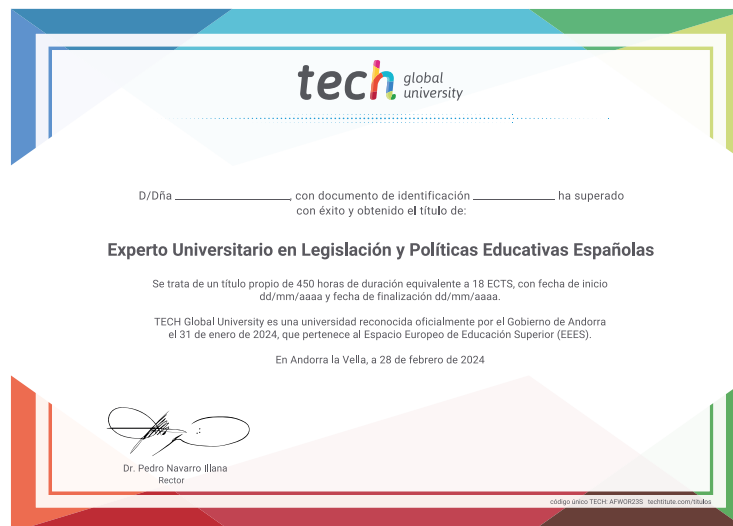 tech global
university
D/Dña ______________, con documento de identificación __________ ha superado
con éxito y obtenido el título de:
Experto Universitario en Legislación y Políticas Educativas Españolas
Se trata de un título propio de 450 horas de duración equivalente a 18 ECTS, con fecha de inicio
dd/mm/aaaa y fecha de finalización dd/mm/aaaa.
TECH Global University es una universidad reconocida oficialmente por el Gobierno de Andorra
el 31 de enero de 2024, que pertenece al Espacio Europeo de Educación Superior (EEES).
En Andorra la Vella, a 28 de febrero de 2024
Dr. Pedro Navarro Illana
Rector
código único TECH: AFWOR23S techtitute.com/titulos